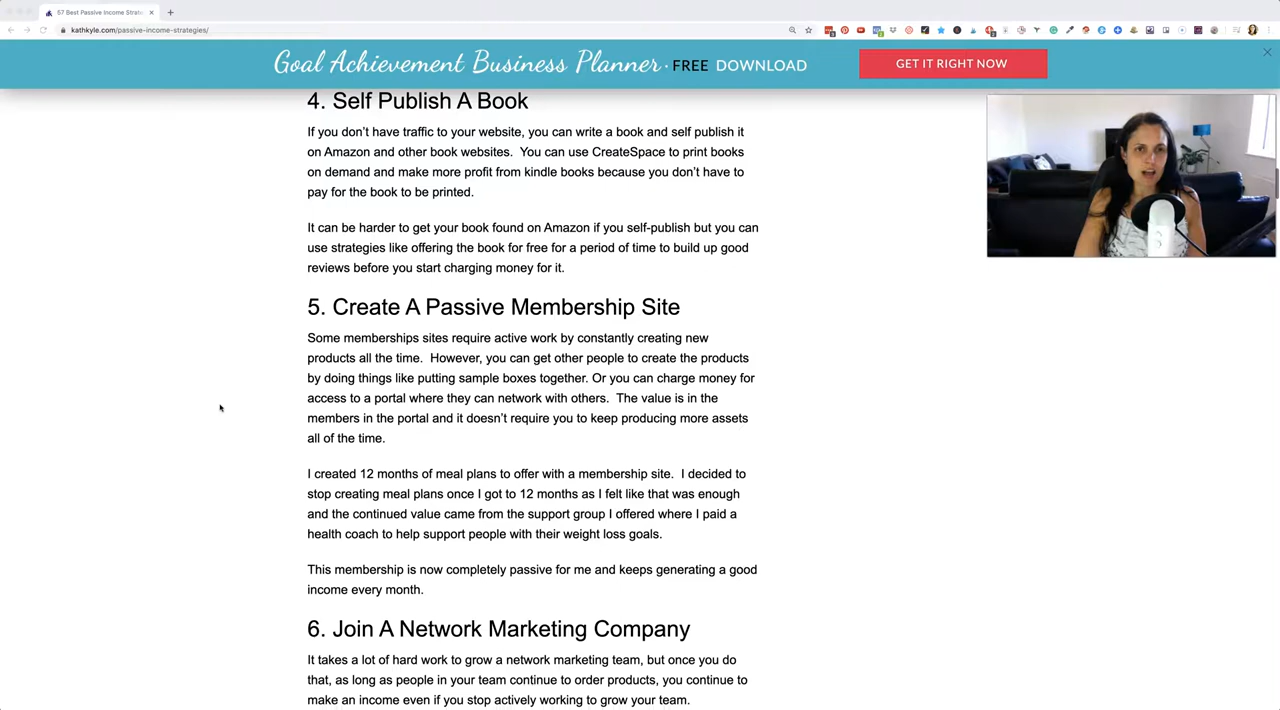 57 Best Passive Income Strate
kathkyle.com/passive-income-strategies/
Goal Achievement Business Planner · FREE DOWNLOAD
GET IT RIGHT NOW
4. Self Publish A Book
If you don’t have traffic to your website, you can write a book and self publish it
on Amazon and other book websites.  You can use CreateSpace to print books
on demand and make more profit from kindle books because you don’t have to
pay for the book to be printed.
It can be harder to get your book found on Amazon if you self-publish but you can
use strategies like offering the book for free for a period of time to build up good
reviews before you start charging money for it.
5. Create A Passive Membership Site
Some memberships sites require active work by constantly creating new
products all the time.  However, you can get other people to create the products
by doing things like putting sample boxes together. Or you can charge money for
access to a portal where they can network with others.  The value is in the
members in the portal and it doesn’t require you to keep producing more assets
all of the time.
I created 12 months of meal plans to offer with a membership site.  I decided to
stop creating meal plans once I got to 12 months as I felt like that was enough
and the continued value came from the support group I offered where I paid a
health coach to help support people with their weight loss goals.
This membership is now completely passive for me and keeps generating a good
income every month.
6. Join A Network Marketing Company
It takes a lot of hard work to grow a network marketing team, but once you do
that, as long as people in your team continue to order products, you continue to
make an income even if you stop actively working to grow your team.